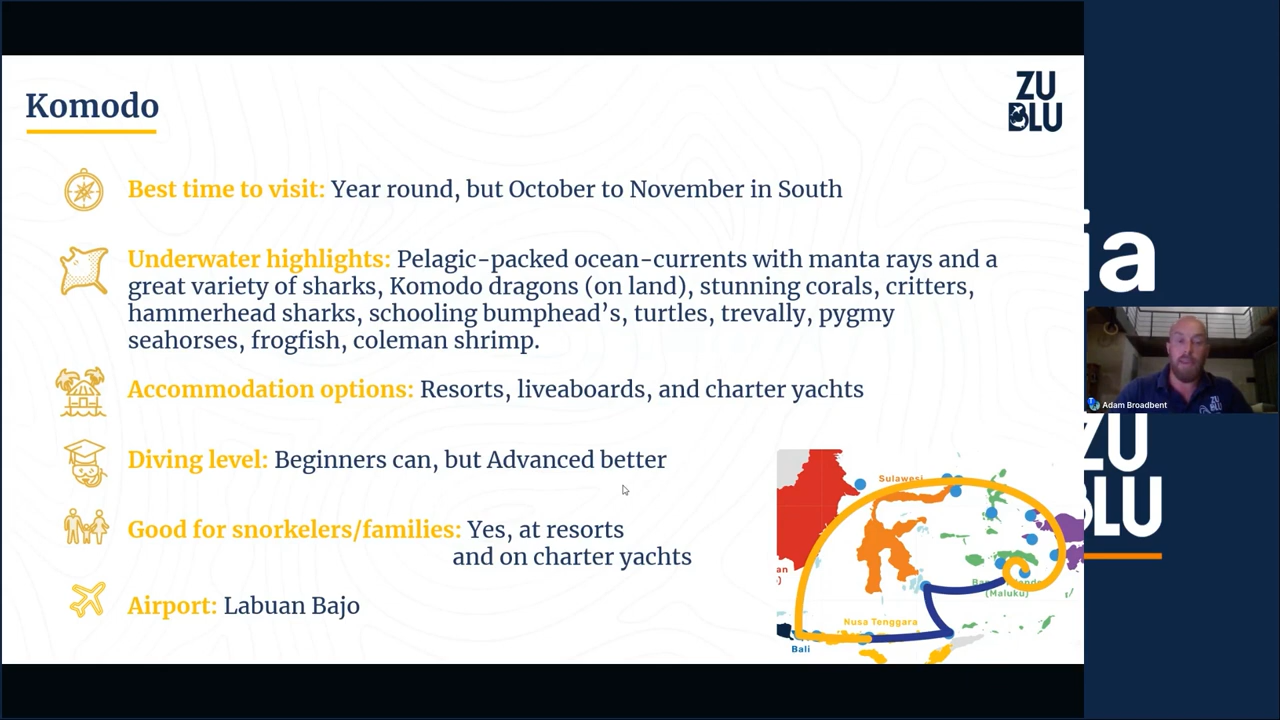 ZU
BLU
Komodo
Best time to visit: Year round, but October to November in South
Underwater highlights: Pelagic-packed ocean-currents with manta rays and a
great variety of sharks, Komodo dragons (on land), stunning corals, critters,
hammerhead sharks, schooling bumphead’s, turtles, trevally, pygmy
seahorses, frogfish, coleman shrimp.
Accommodation options: Resorts, liveaboards, and charter yachts
Diving level: Beginners can, but Advanced better
Good for snorkelers/families: Yes, at resorts
and on charter yachts
Airport: Labuan Bajo
Sulawesi
an
)
(Maluku)
Nusa Tenggara
Bali
ia
Adam Broadbent
ZU
BLU